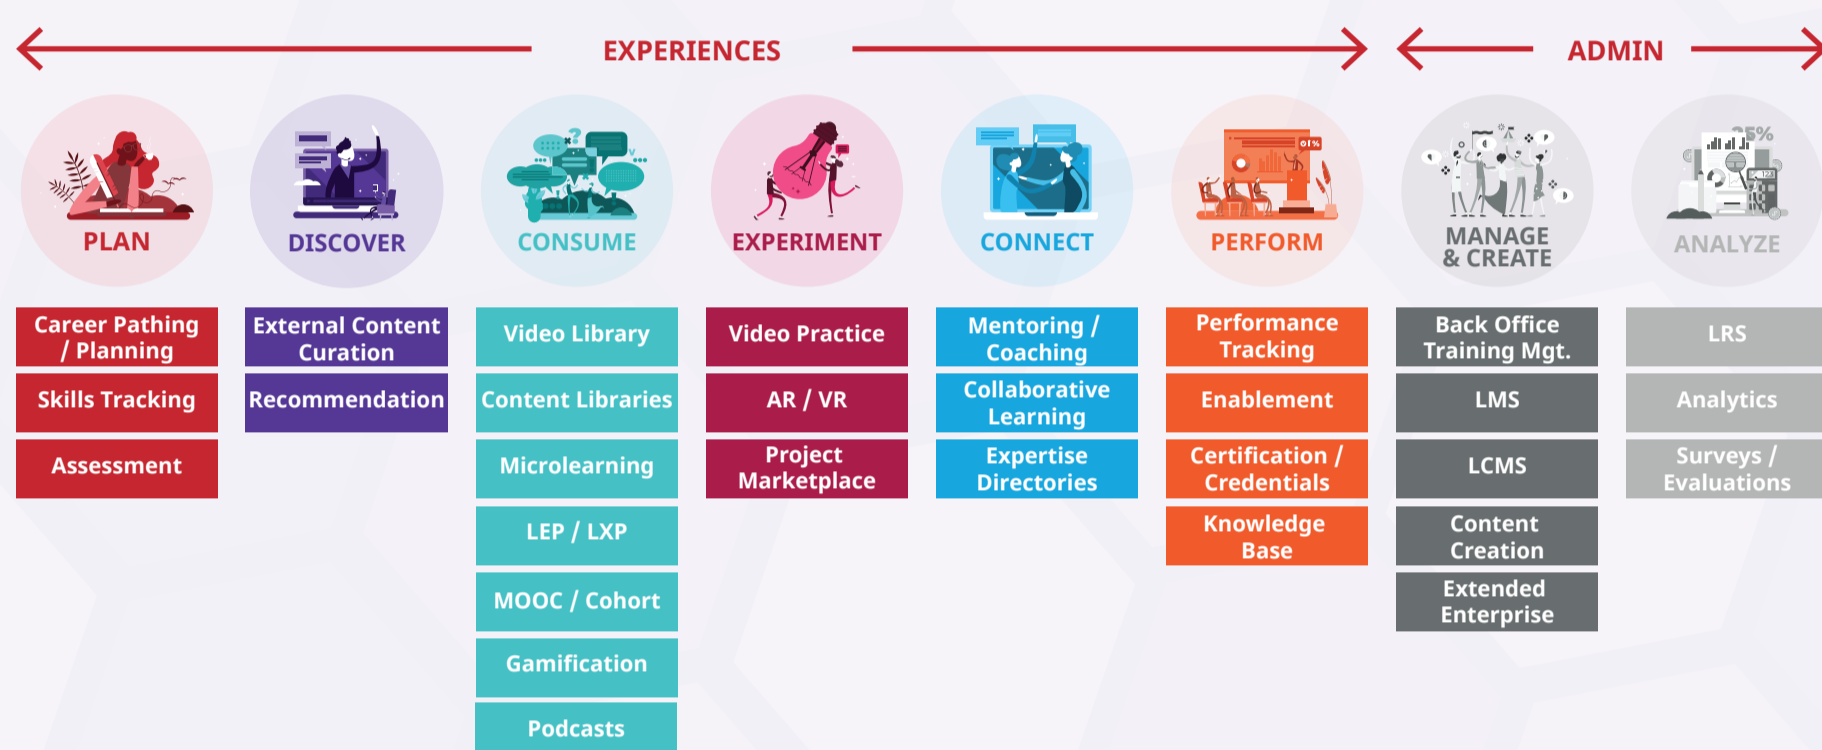 EXPERIENCES
ADMIN
PLAN
DISCOVER
CONSUME
EXPERIMENT
CONNECT
PERFORM
MANAGE
& CREATE
25%
ANALYZE
Career Pathing
/ Planning
Skills Tracking
Assessment
External Content
Curation
Recommendation
Video Library
Content Libraries
Microlearning
LEP / LXP
MOOC / Cohort
Gamification
Podcasts
Video Practice
AR / VR
Project
Marketplace
Mentoring /
Coaching
Collaborative
Learning
Expertise
Directories
Performance
Tracking
Enablement
Certification /
Credentials
Knowledge
Base
Back Office
Training Mgt.
LMS
LCMS
Content
Creation
Extended
Enterprise
LRS
Analytics
Surveys /
Evaluations